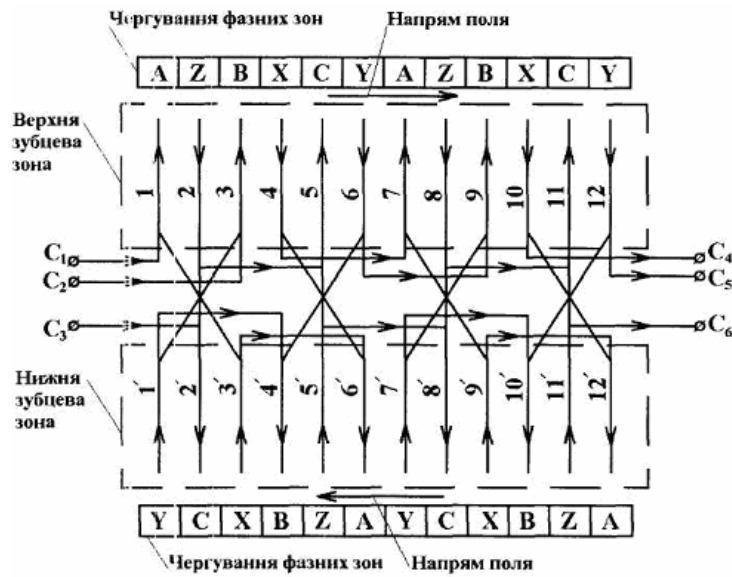 Чергування фазних зон Напрям поля
A Z B X C Y A Z B X C Y
Верхня
зубцева
зона
1 2 3 4 5 6 7 8 9 10 11 12
C₁ C₄
C₂ C₅
C₃ C₆
Нижня
зубцева
зона
1´ 2´ 3´ 4´ 5´ 6´ 7´ 8´ 9´ 10´ 11´ 12´
Y C X B Z A Y C X B Z A
Чергування фазних зон Напрям поля